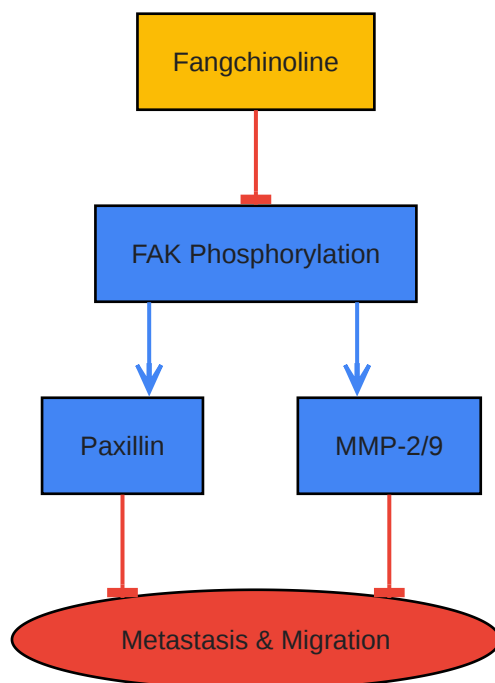 Fangchinoline
FAK Phosphorylation
Paxillin
MMP-2/9
Metastasis & Migration